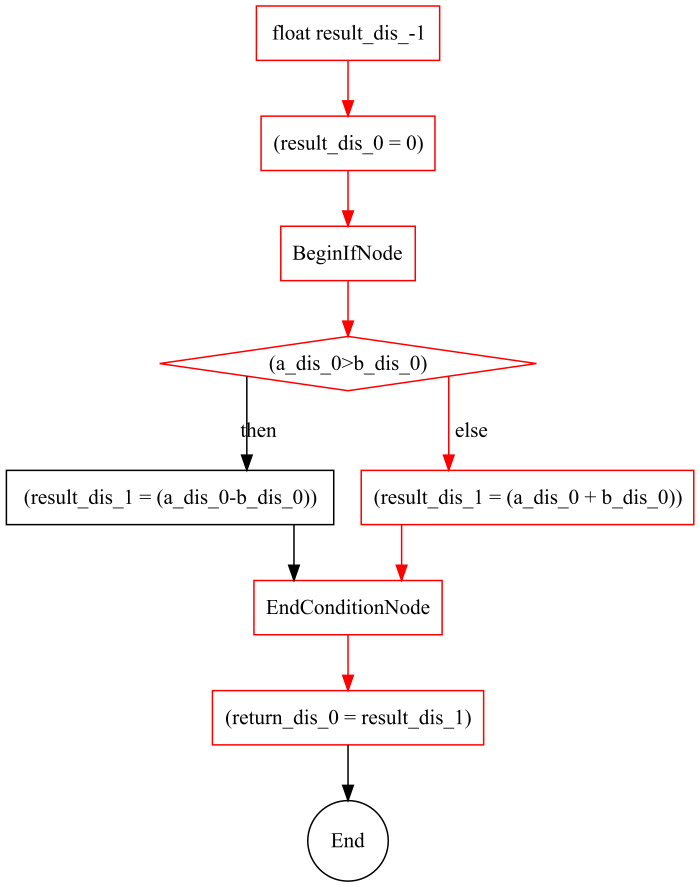 float result_dis_-1
(result_dis_0 = 0)
BeginIfNode
(a_dis_0>b_dis_0)
then
else
(result_dis_1 = (a_dis_0-b_dis_0))
(result_dis_1 = (a_dis_0 + b_dis_0))
EndConditionNode
(return_dis_0 = result_dis_1)
End